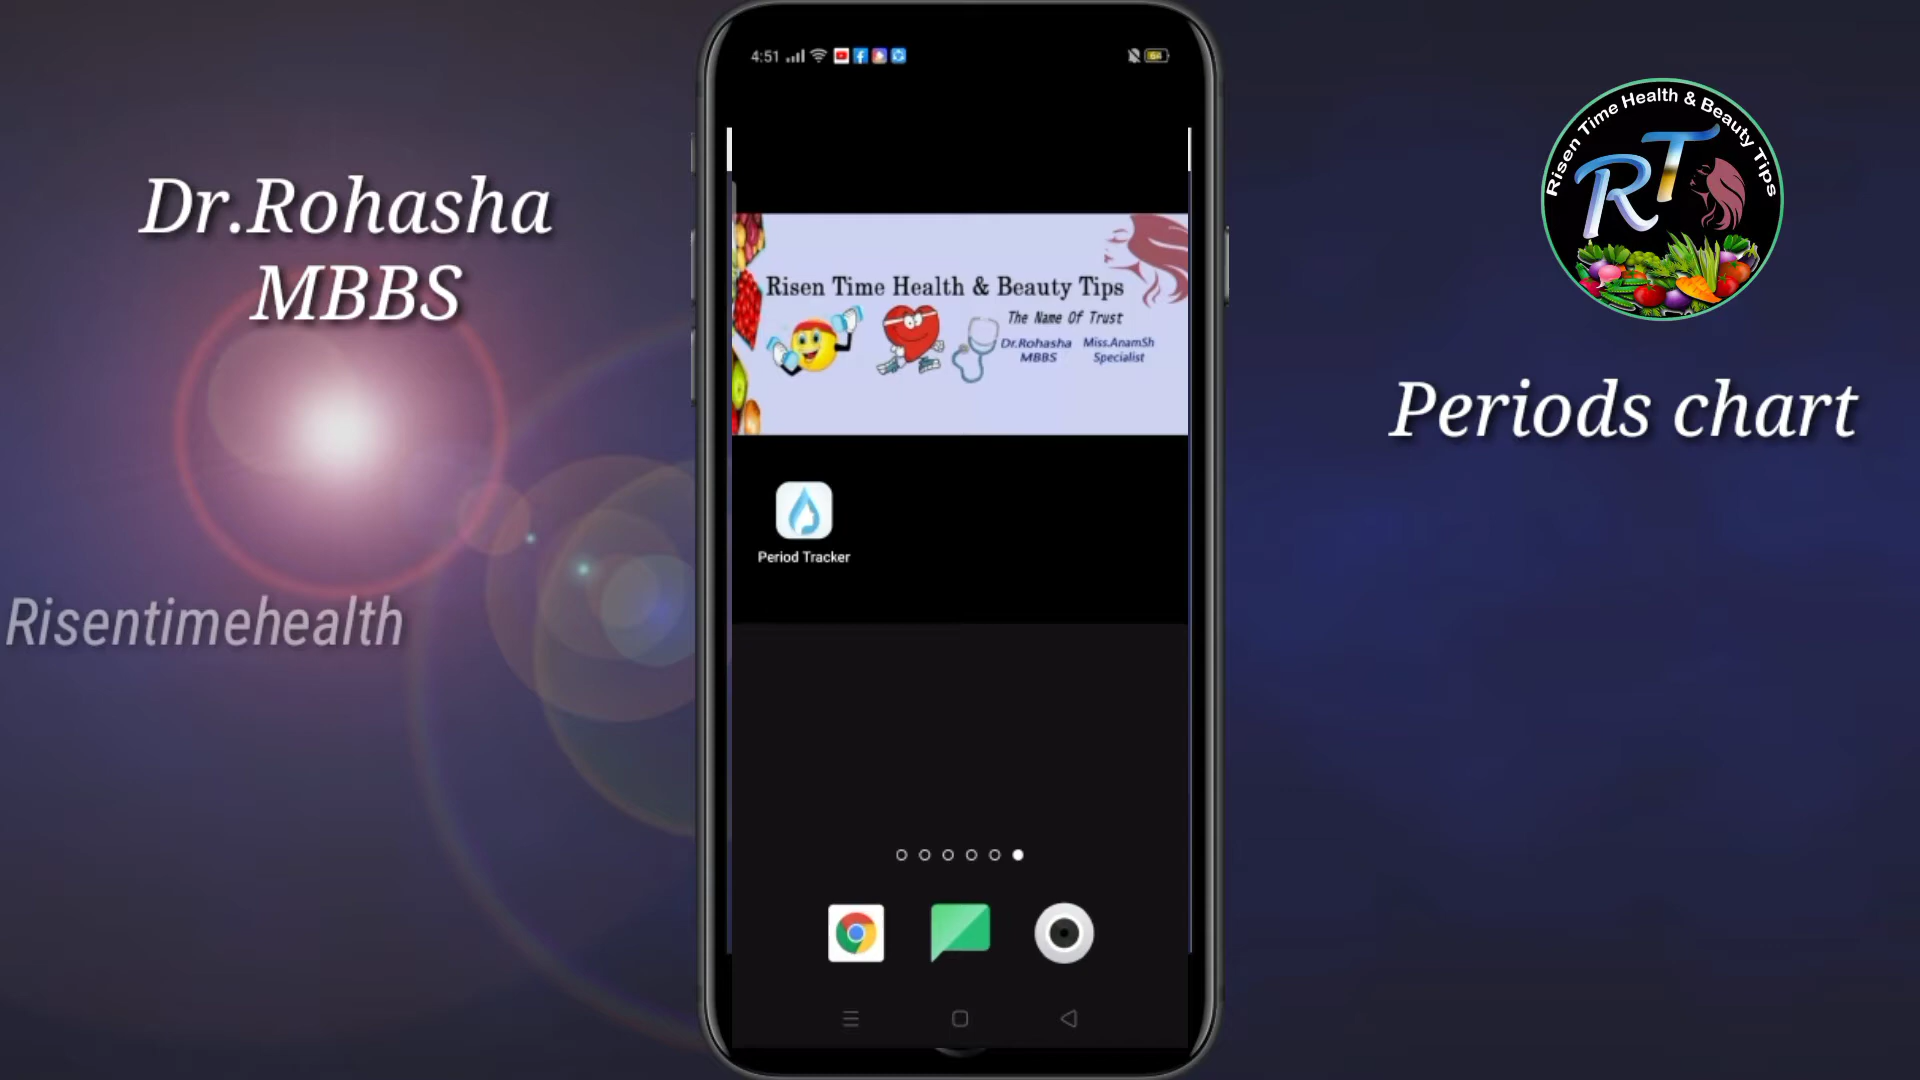 Dr.Rohasha
MBBS
Risentimehealth
4:51
64
Risen Time Health & Beauty Tips
The Name Of Trust
Dr.Rohasha
MBBS
Miss.AnamSh
Specialist
Period Tracker
Risen Time Health & Beauty Tips
RT
Periods chart